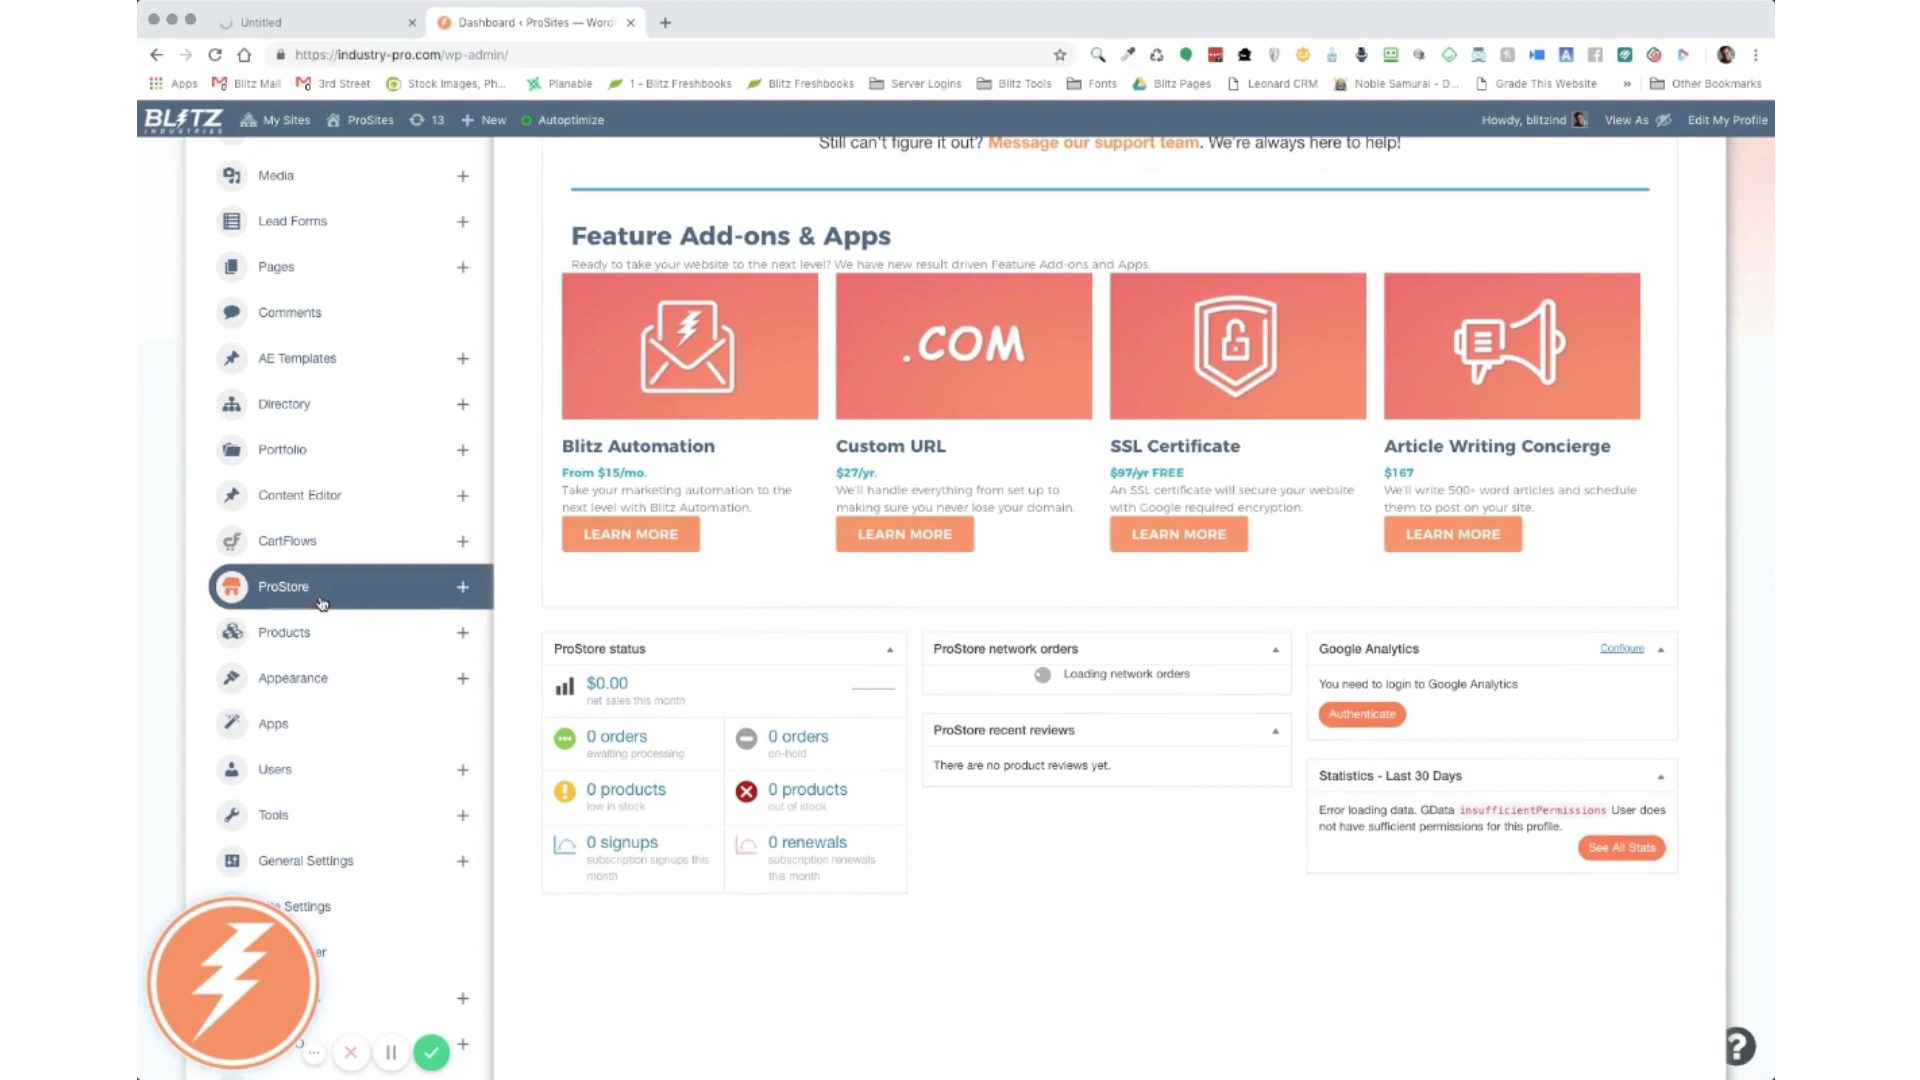 Untitled
Dashboard ‹ ProSites — Word
https://industry-pro.com/wp-admin/
Apps
Blitz Mail
3rd Street
Stock Images, Ph...
Planable
1 - Blitz Freshbooks
Blitz Freshbooks
Server Logins
Blitz Tools
Fonts
Blitz Pages
Leonard CRM
Noble Samurai - D...
Grade This Website
»
Other Bookmarks
BLITZ
INDUSTRIES
My Sites
ProSites
13
New
Autoptimize
Howdy, blitzind
View As
Edit My Profile
Media
Lead Forms
Pages
Comments
AE Templates
Directory
Portfolio
Content Editor
CartFlows
ProStore
Products
Appearance
Apps
Users
Tools
General Settings
Settings
er
Still can't figure it out? Message our support team. We're always here to help!
Feature Add-ons & Apps
Ready to take your website to the next level? We have new result driven Feature Add-ons and Apps.
.COM
Blitz Automation
From $15/mo.
Take your marketing automation to the
next level with Blitz Automation.
LEARN MORE
Custom URL
$27/yr.
We'll handle everything from set up to
making sure you never lose your domain.
LEARN MORE
SSL Certificate
$97/yr FREE
An SSL certificate will secure your website
with Google required encryption.
LEARN MORE
Article Writing Concierge
$167
We'll write 500+ word articles and schedule
them to post on your site.
LEARN MORE
ProStore status
$0.00
net sales this month
0 orders
awaiting processing
0 orders
on-hold
0 products
low in stock
0 products
out of stock
0 signups
subscription signups this
month
0 renewals
subscription renewals
this month
ProStore network orders
Loading network orders
ProStore recent reviews
There are no product reviews yet.
Google Analytics
Configure
You need to login to Google Analytics
Authenticate
Statistics - Last 30 Days
Error loading data. GData insufficientPermissions User does
not have sufficient permissions for this profile.
See All Stats
?